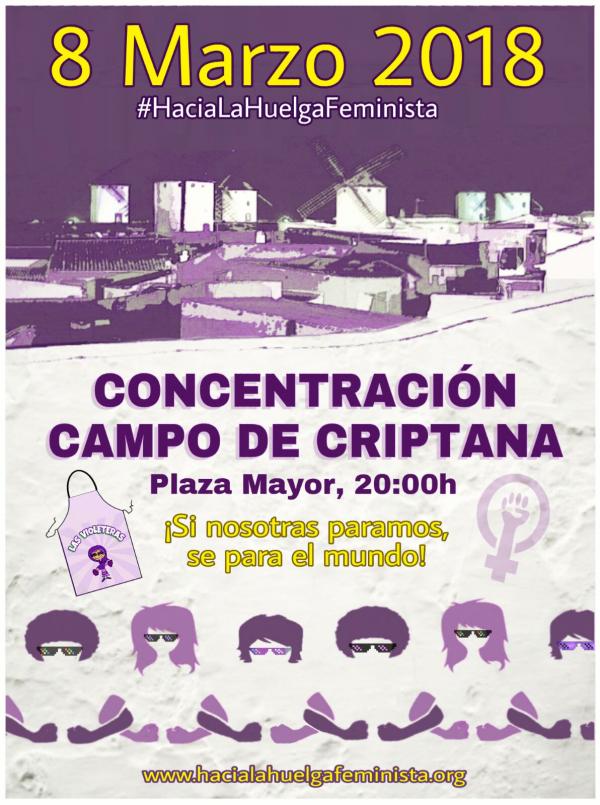 8 Marzo 2018
#HaciaLaHuelgaFeminista
CONCENTRACIÓN
CAMPO DE CRIPTANA
Plaza Mayor, 20:00h
LAS VIOLETERAS
¡Si nosotras paramos,
se para el mundo!
www.hacialahuelgafeminista.org